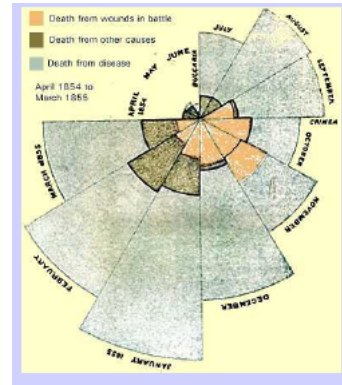 Death from wounds in battle
Death from other causes
Death from disease
April 1854 to
March 1855
APRIL
1854
MAY
JUNE
BULGARIA
JULY
AUGUST
SEPTEMBER
CRIMEA
OCTOBER
NOVEMBER
DECEMBER
JANUARY 1855
FEBRUARY
MARCH 1855